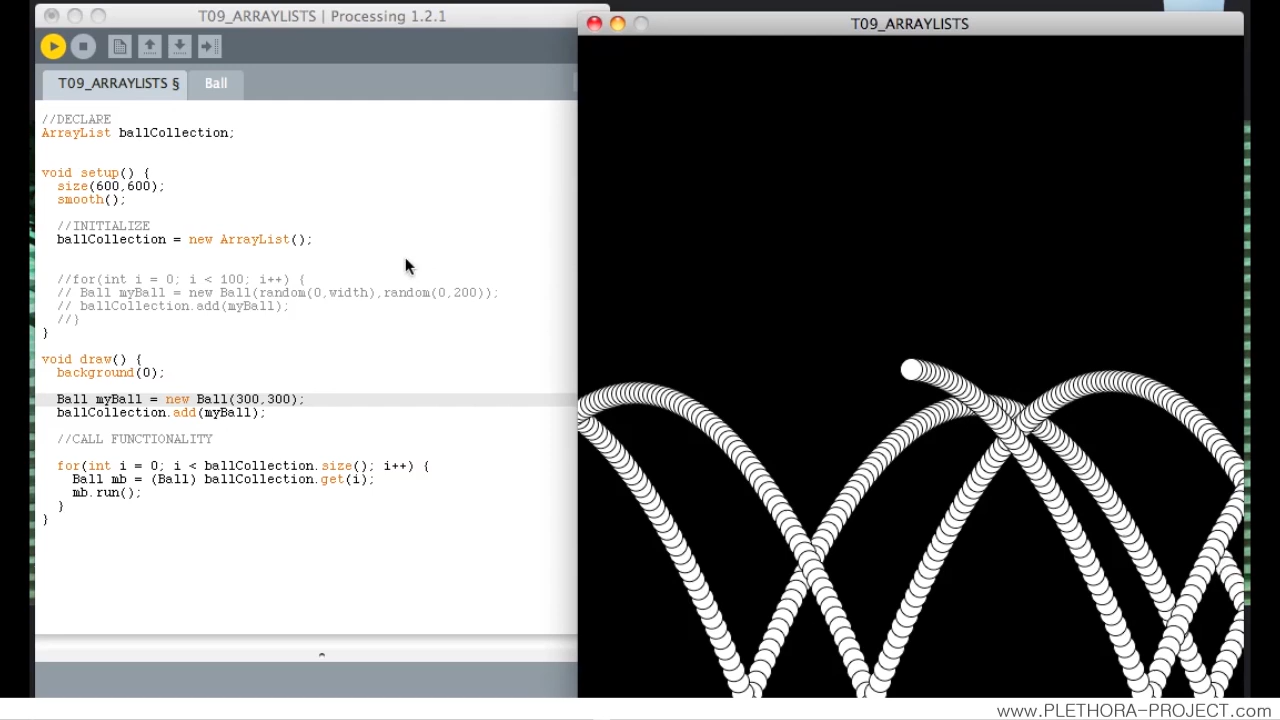 T09_ARRAYLISTS | Processing 1.2.1
T09_ARRAYLISTS
T09_ARRAYLISTS §
Ball
//DECLARE
ArrayList ballCollection;
void setup() {
size(600,600);
smooth();
//INITIALIZE
ballCollection = new ArrayList();
//for(int i = 0; i < 100; i++) {
// Ball myBall = new Ball(random(0,width),random(0,200));
// ballCollection.add(myBall);
//}
}
void draw() {
background(0);
Ball myBall = new Ball(300,300);
ballCollection.add(myBall);
//CALL FUNCTIONALITY
for(int i = 0; i < ballCollection.size(); i++) {
Ball mb = (Ball) ballCollection.get(i);
mb.run();
}
}
www.PLETHORA-PROJECT.com